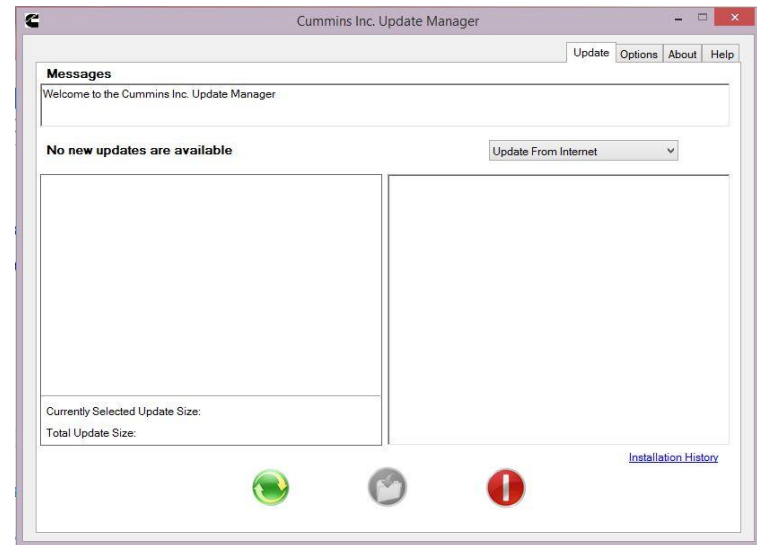 Cummins Inc. Update Manager
Update Options About Help
Messages
Welcome to the Cummins Inc. Update Manager
No new updates are available
Update From Internet
Currently Selected Update Size:
Total Update Size:
Installation History